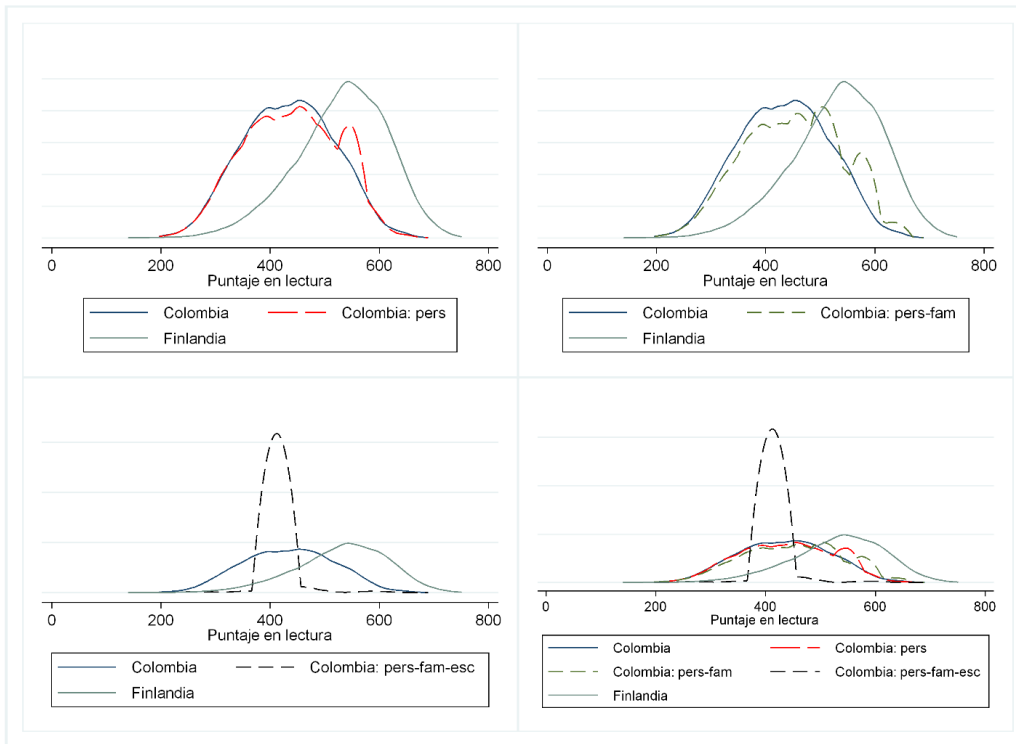 0 200 400 600 800
Puntaje en lectura
Colombia Colombia: pers
Finlandia
0 200 400 600 800
Puntaje en lectura
Colombia Colombia: pers-fam
Finlandia
0 200 400 600 800
Puntaje en lectura
Colombia Colombia: pers-fam-esc
Finlandia
0 200 400 600 800
Puntaje en lectura
Colombia Colombia: pers
Colombia: pers-fam Colombia: pers-fam-esc
Finlandia